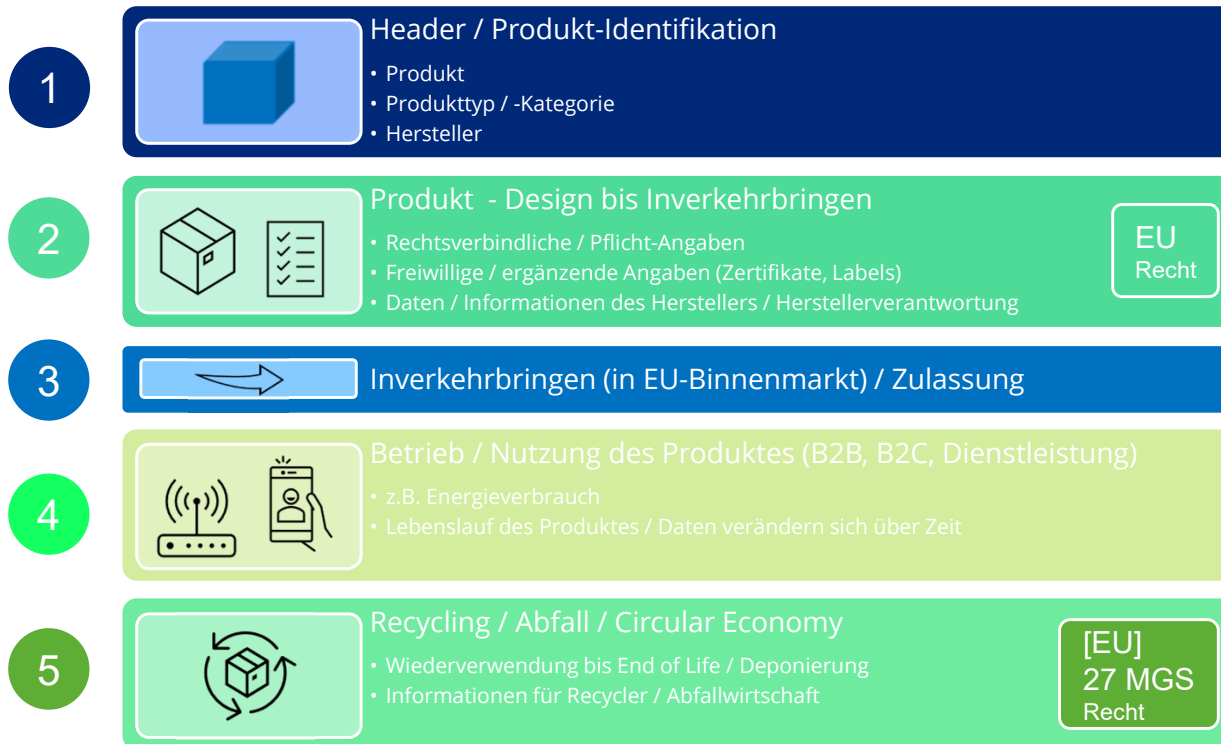 1
Header / Produkt-Identifikation
• Produkt
• Produkttyp / -Kategorie
• Hersteller
2
Produkt - Design bis Inverkehrbringen
• Rechtsverbindliche / Pflicht-Angaben
• Freiwillige / ergänzende Angaben (Zertifikate, Labels)
• Daten / Informationen des Herstellers / Herstellerverantwortung
EU
Recht
3
Inverkehrbringen (in EU-Binnenmarkt) / Zulassung
4
Betrieb / Nutzung des Produktes (B2B, B2C, Dienstleistung)
• z.B. Energieverbrauch
• Lebenslauf des Produktes / Daten verändern sich über Zeit
5
Recycling / Abfall / Circular Economy
• Wiederverwendung bis End of Life / Deponierung
• Informationen für Recycler / Abfallwirtschaft
[EU]
27 MGS
Recht